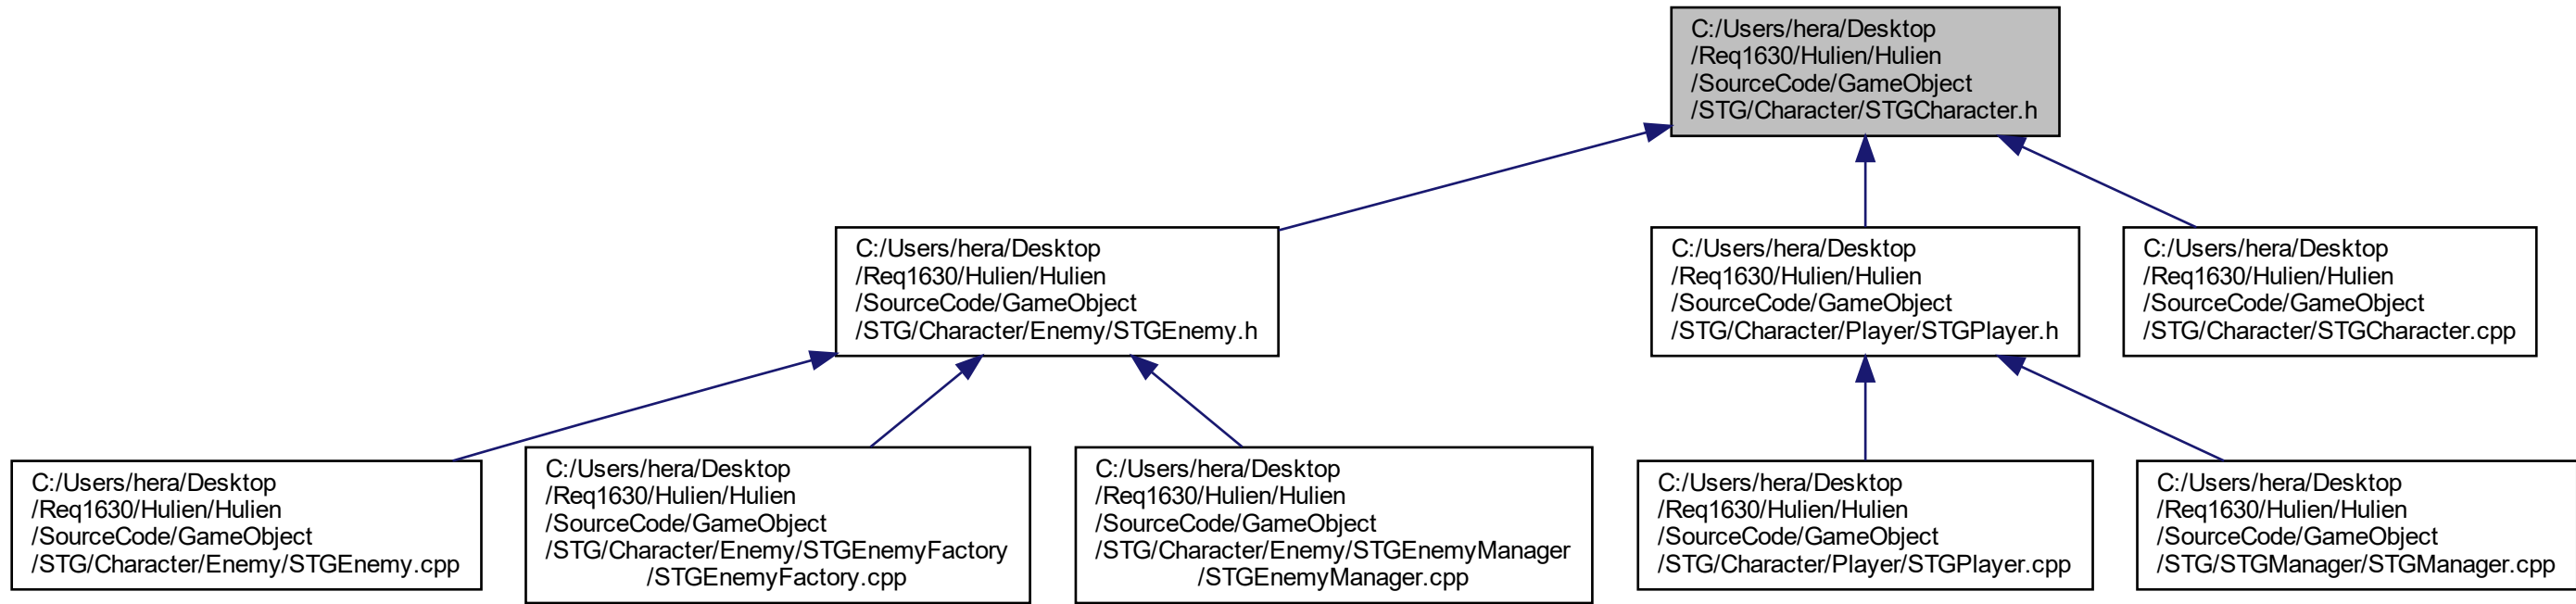 C:/Users/hera/Desktop
/Req1630/Hulien/Hulien
/SourceCode/GameObject
/STG/Character/STGCharacter.h
C:/Users/hera/Desktop
/Req1630/Hulien/Hulien
/SourceCode/GameObject
/STG/Character/Enemy/STGEnemy.h
C:/Users/hera/Desktop
/Req1630/Hulien/Hulien
/SourceCode/GameObject
/STG/Character/Player/STGPlayer.h
C:/Users/hera/Desktop
/Req1630/Hulien/Hulien
/SourceCode/GameObject
/STG/Character/STGCharacter.cpp
C:/Users/hera/Desktop
/Req1630/Hulien/Hulien
/SourceCode/GameObject
/STG/Character/Enemy/STGEnemy.cpp
C:/Users/hera/Desktop
/Req1630/Hulien/Hulien
/SourceCode/GameObject
/STG/Character/Enemy/STGEnemyFactory
/STGEnemyFactory.cpp
C:/Users/hera/Desktop
/Req1630/Hulien/Hulien
/SourceCode/GameObject
/STG/Character/Enemy/STGEnemyManager
/STGEnemyManager.cpp
C:/Users/hera/Desktop
/Req1630/Hulien/Hulien
/SourceCode/GameObject
/STG/Character/Player/STGPlayer.cpp
C:/Users/hera/Desktop
/Req1630/Hulien/Hulien
/SourceCode/GameObject
/STG/STGManager/STGManager.cpp